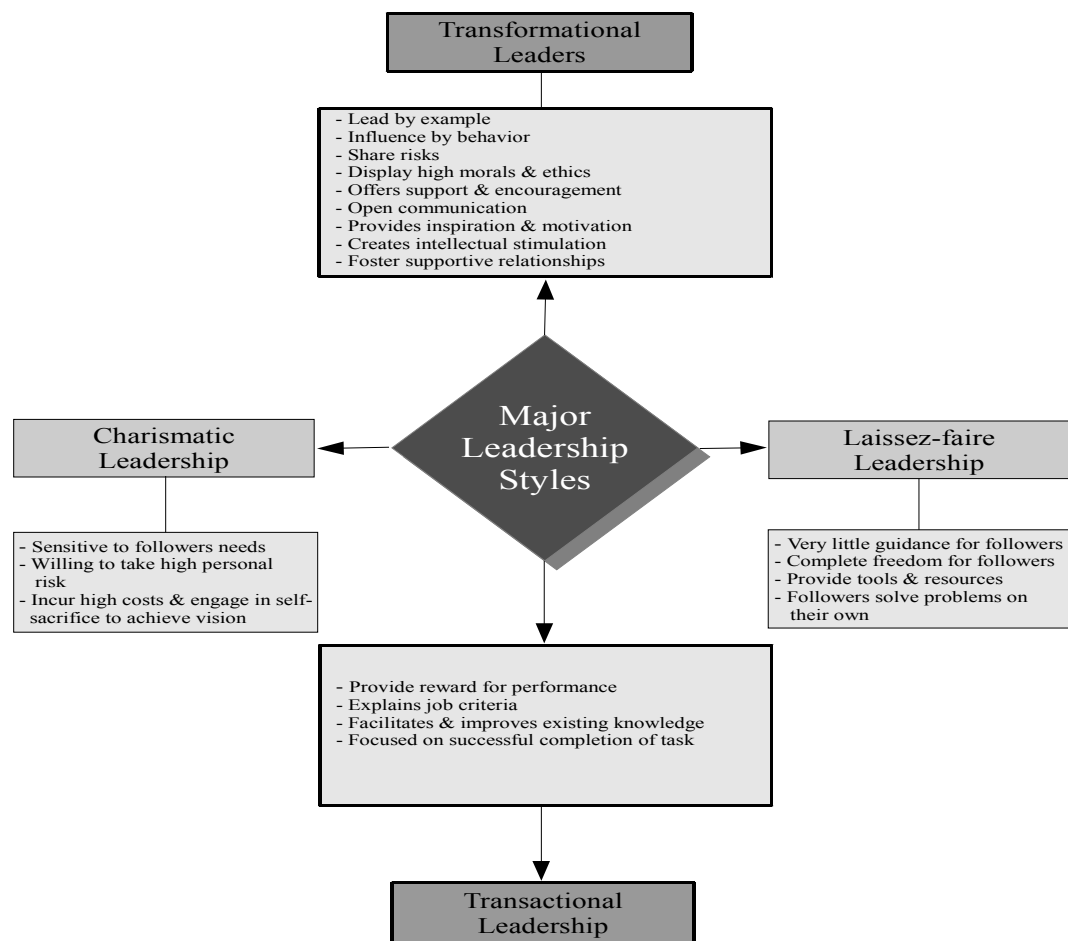 Transformational
Leaders
- Lead by example
- Influence by behavior
- Share risks
- Display high morals & ethics
- Offers support & encouragement
- Open communication
- Provides inspiration & motivation
- Creates intellectual stimulation
- Foster supportive relationships
Major
Leadership
Styles
Charismatic
Leadership
- Sensitive to followers needs
- Willing to take high personal
risk
- Incur high costs & engage in self-
sacrifice to achieve vision
Laissez-faire
Leadership
- Very little guidance for followers
- Complete freedom for followers
- Provide tools & resources
- Followers solve problems on
their own
- Provide reward for performance
- Explains job criteria
- Facilitates & improves existing knowledge
- Focused on successful completion of task
Transactional
Leadership